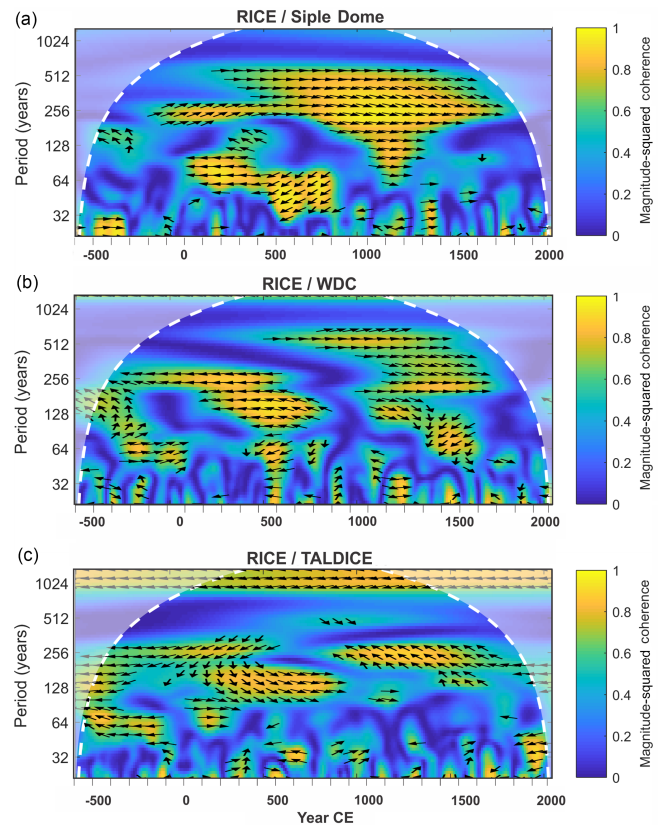 (a)
RICE / Siple Dome
1024
512
256
128
64
32
Period (years)
-500 0 500 1000 1500 2000
1
0.8
0.6
0.4
0.2
0
Magnitude-squared coherence
(b)
RICE / WDC
1024
512
256
128
64
32
Period (years)
-500 0 500 1000 1500 2000
1
0.8
0.6
0.4
0.2
0
Magnitude-squared coherence
(c)
RICE / TALDICE
1024
512
256
128
64
32
Period (years)
-500 0 500 1000 1500 2000
Year CE
1
0.8
0.6
0.4
0.2
0
Magnitude-squared coherence